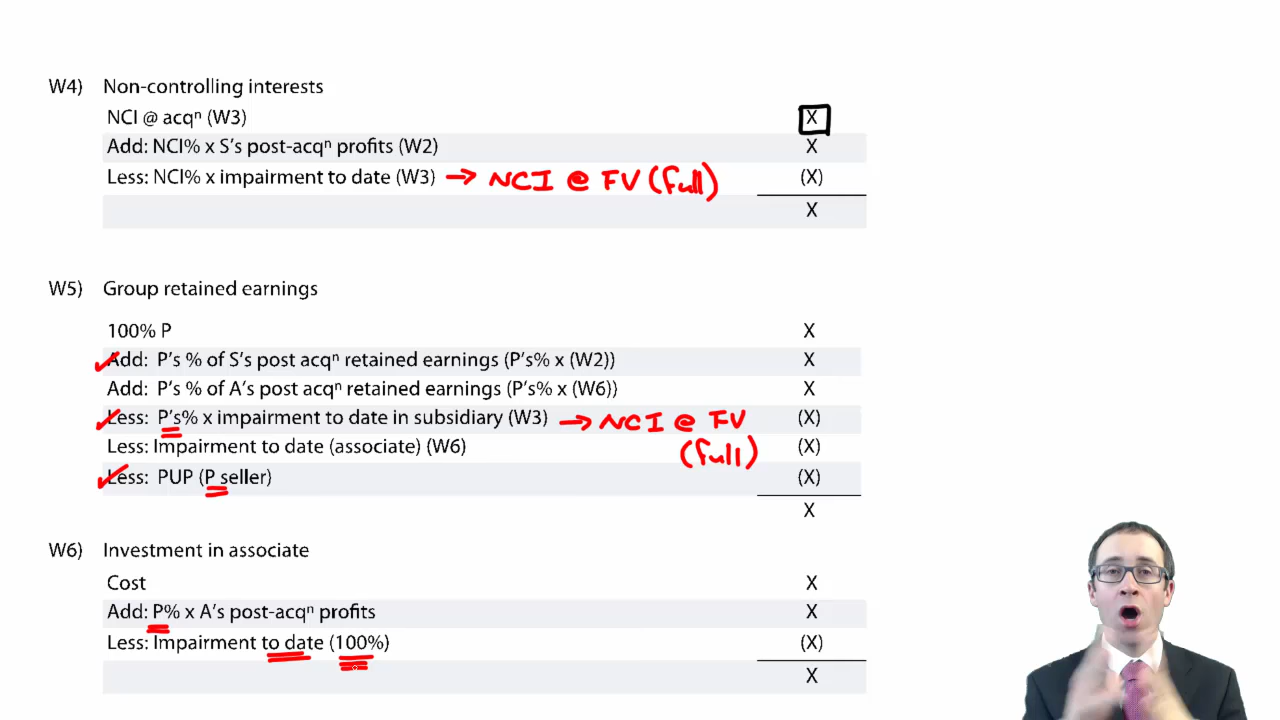 W4) Non-controlling interests
NCI @ acqⁿ (W3) X
Add: NCI% x S's post-acqⁿ profits (W2) X
Less: NCI% x impairment to date (W3) → NCI @ FV (full) (X)
X
W5) Group retained earnings
100% P X
Add: P's % of S's post acqⁿ retained earnings (P's% x (W2)) X
Add: P's % of A's post acqⁿ retained earnings (P's% x (W6)) X
Less: P's% x impairment to date in subsidiary (W3) → NCI @ FV (X)
(full)
Less: Impairment to date (associate) (W6) (X)
Less: PUP (P seller) (X)
X
W6) Investment in associate
Cost X
Add: P% x A's post-acqⁿ profits X
Less: Impairment to date (100%) (X)
X